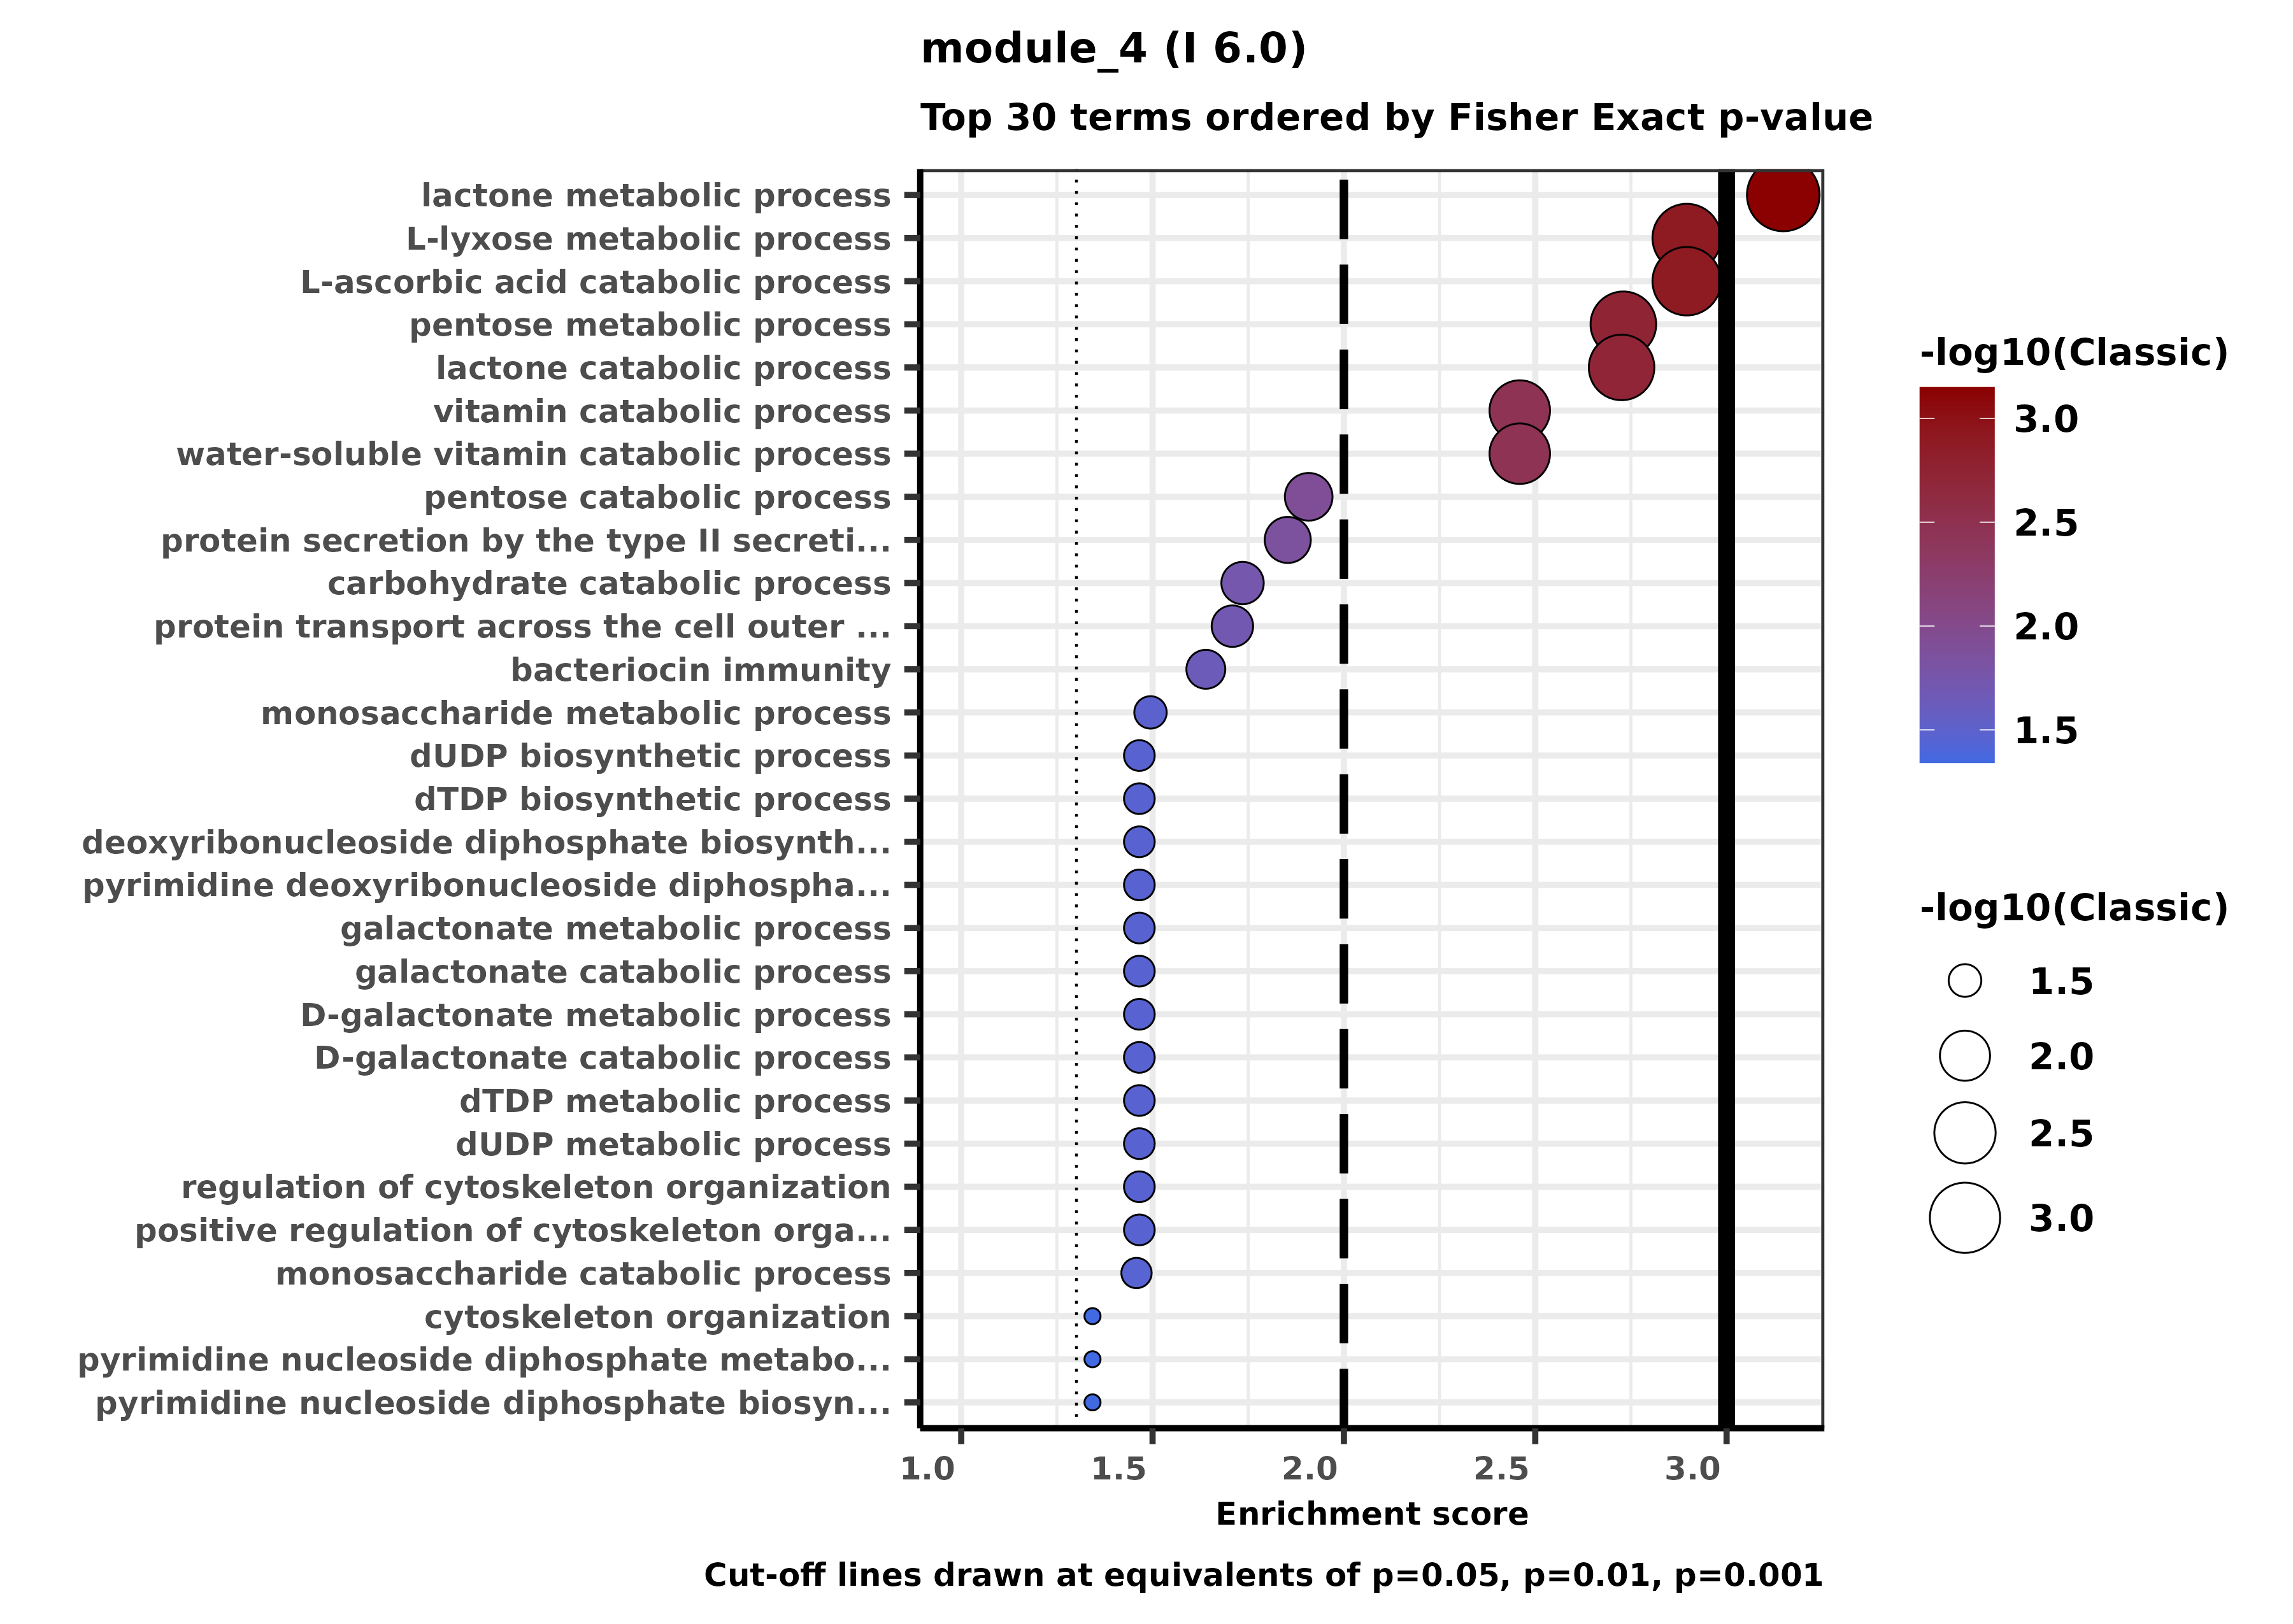 module_4 (I 6.0)
Top 30 terms ordered by Fisher Exact p-value
lactone metabolic process
L-lyxose metabolic process
L-ascorbic acid catabolic process
pentose metabolic process
lactone catabolic process
vitamin catabolic process
water-soluble vitamin catabolic process
pentose catabolic process
protein secretion by the type II secreti...
carbohydrate catabolic process
protein transport across the cell outer ...
bacteriocin immunity
monosaccharide metabolic process
dUDP biosynthetic process
dTDP biosynthetic process
deoxyribonucleoside diphosphate biosynth...
pyrimidine deoxyribonucleoside diphospha...
galactonate metabolic process
galactonate catabolic process
D-galactonate metabolic process
D-galactonate catabolic process
dTDP metabolic process
dUDP metabolic process
regulation of cytoskeleton organization
positive regulation of cytoskeleton orga...
monosaccharide catabolic process
cytoskeleton organization
pyrimidine nucleoside diphosphate metabo...
pyrimidine nucleoside diphosphate biosyn...
1.0 1.5 2.0 2.5 3.0
Enrichment score
Cut-off lines drawn at equivalents of p=0.05, p=0.01, p=0.001
-log10(Classic)
3.0
2.5
2.0
1.5
-log10(Classic)
1.5
2.0
2.5
3.0